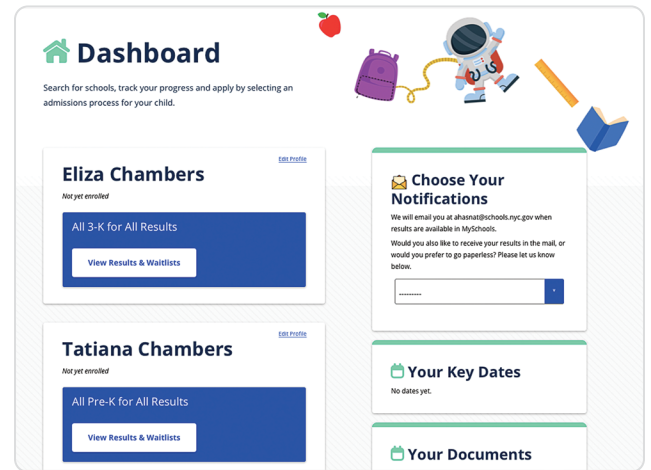 Dashboard
Search for schools, track your progress and apply by selecting an
admissions process for your child.
Edit Profile
Eliza Chambers
Not yet enrolled
All 3-K for All Results
View Results & Waitlists
Edit Profile
Tatiana Chambers
Not yet enrolled
All Pre-K for All Results
View Results & Waitlists
Choose Your
Notifications
We will email you at ahasnat@schools.nyc.gov when
results are available in MySchools.
Would you also like to receive your results in the mail, or
would you prefer to go paperless? Please let us know
below.
---------
Your Key Dates
No dates yet.
Your Documents